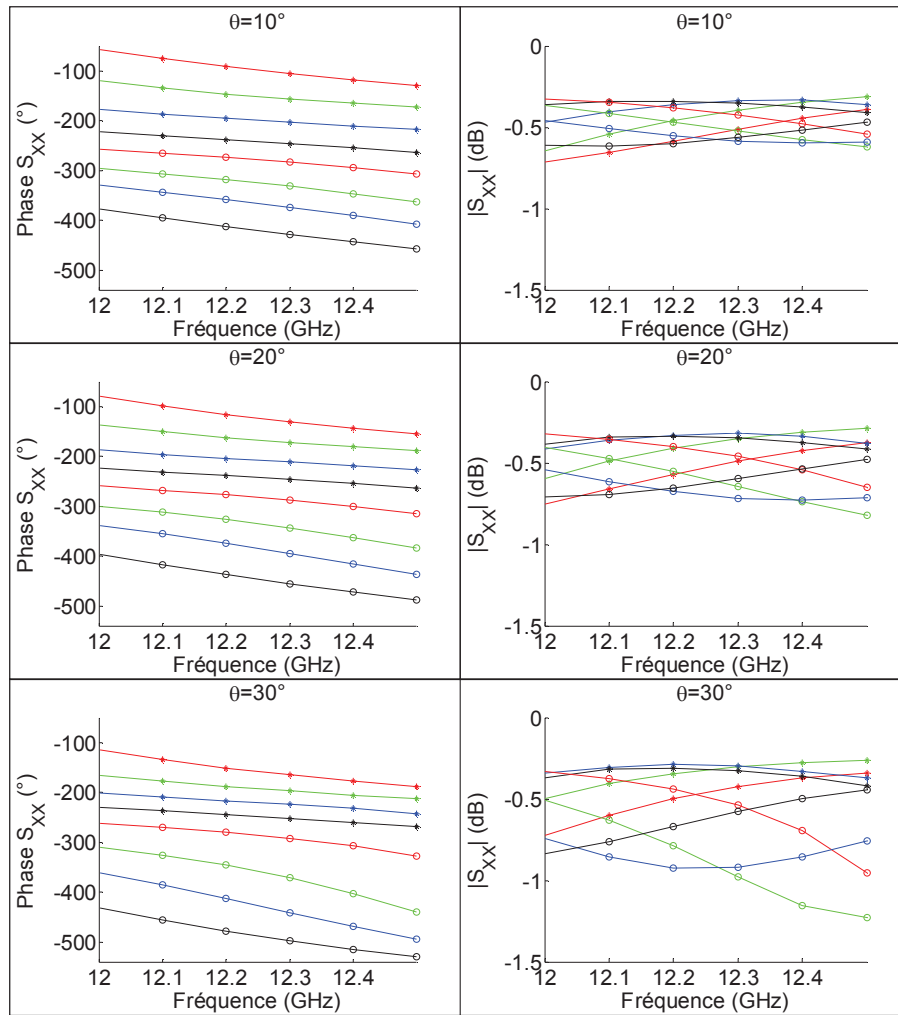 θ=10°
Phase S_XX (°)
-100
-200
-300
-400
-500
12 12.1 12.2 12.3 12.4
Fréquence (GHz)
θ=10°
|S_XX| (dB)
0
-0.5
-1
-1.5
12 12.1 12.2 12.3 12.4
Fréquence (GHz)
θ=20°
Phase S_XX (°)
-100
-200
-300
-400
-500
12 12.1 12.2 12.3 12.4
Fréquence (GHz)
θ=20°
|S_XX| (dB)
0
-0.5
-1
-1.5
12 12.1 12.2 12.3 12.4
Fréquence (GHz)
θ=30°
Phase S_XX (°)
-100
-200
-300
-400
-500
12 12.1 12.2 12.3 12.4
Fréquence (GHz)
θ=30°
|S_XX| (dB)
0
-0.5
-1
-1.5
12 12.1 12.2 12.3 12.4
Fréquence (GHz)